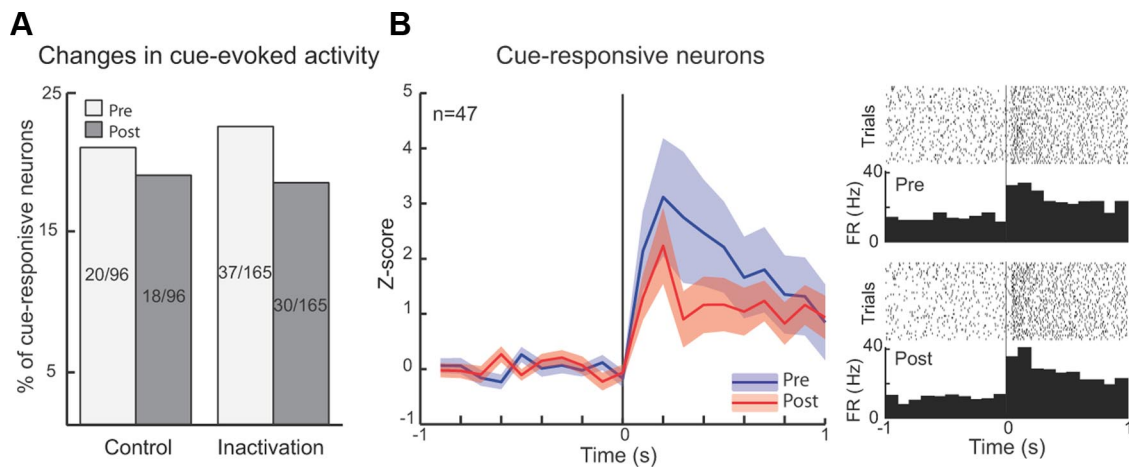 A
Changes in cue-evoked activity
25
15
5
% of cue-responisive neurons
Pre
Post
20/96
18/96
37/165
30/165
Control
Inactivation
B
Cue-responsive neurons
n=47
5
4
3
2
1
0
-1
Z-score
-1
0
1
Time (s)
Pre
Post
Trials
40
0
FR (Hz)
Pre
Trials
40
0
FR (Hz)
Post
-1
0
1
Time (s)